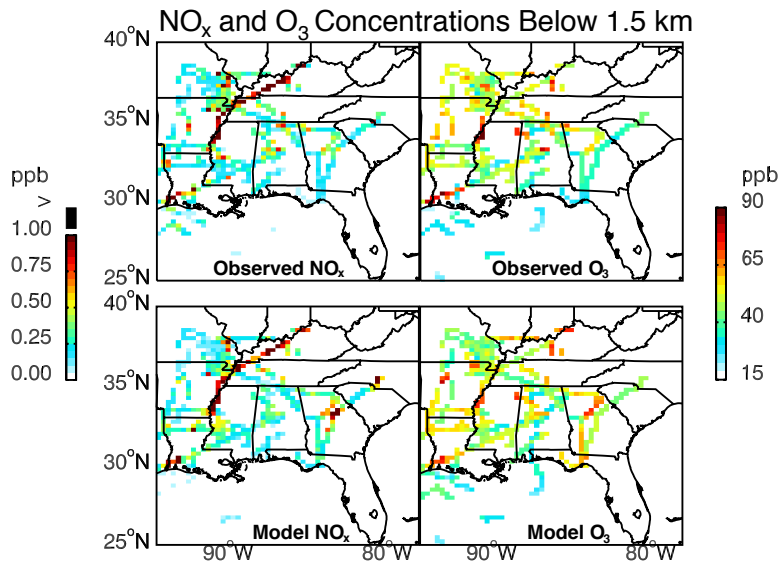 NOx and O3 Concentrations Below 1.5 km
40°N
35°N
30°N
25°N
Observed NOx
Observed O3
ppb
>
1.00
0.75
0.50
0.25
0.00
ppb
90
65
40
15
40°N
35°N
30°N
25°N
Model NOx
Model O3
90°W
80°W
90°W
80°W